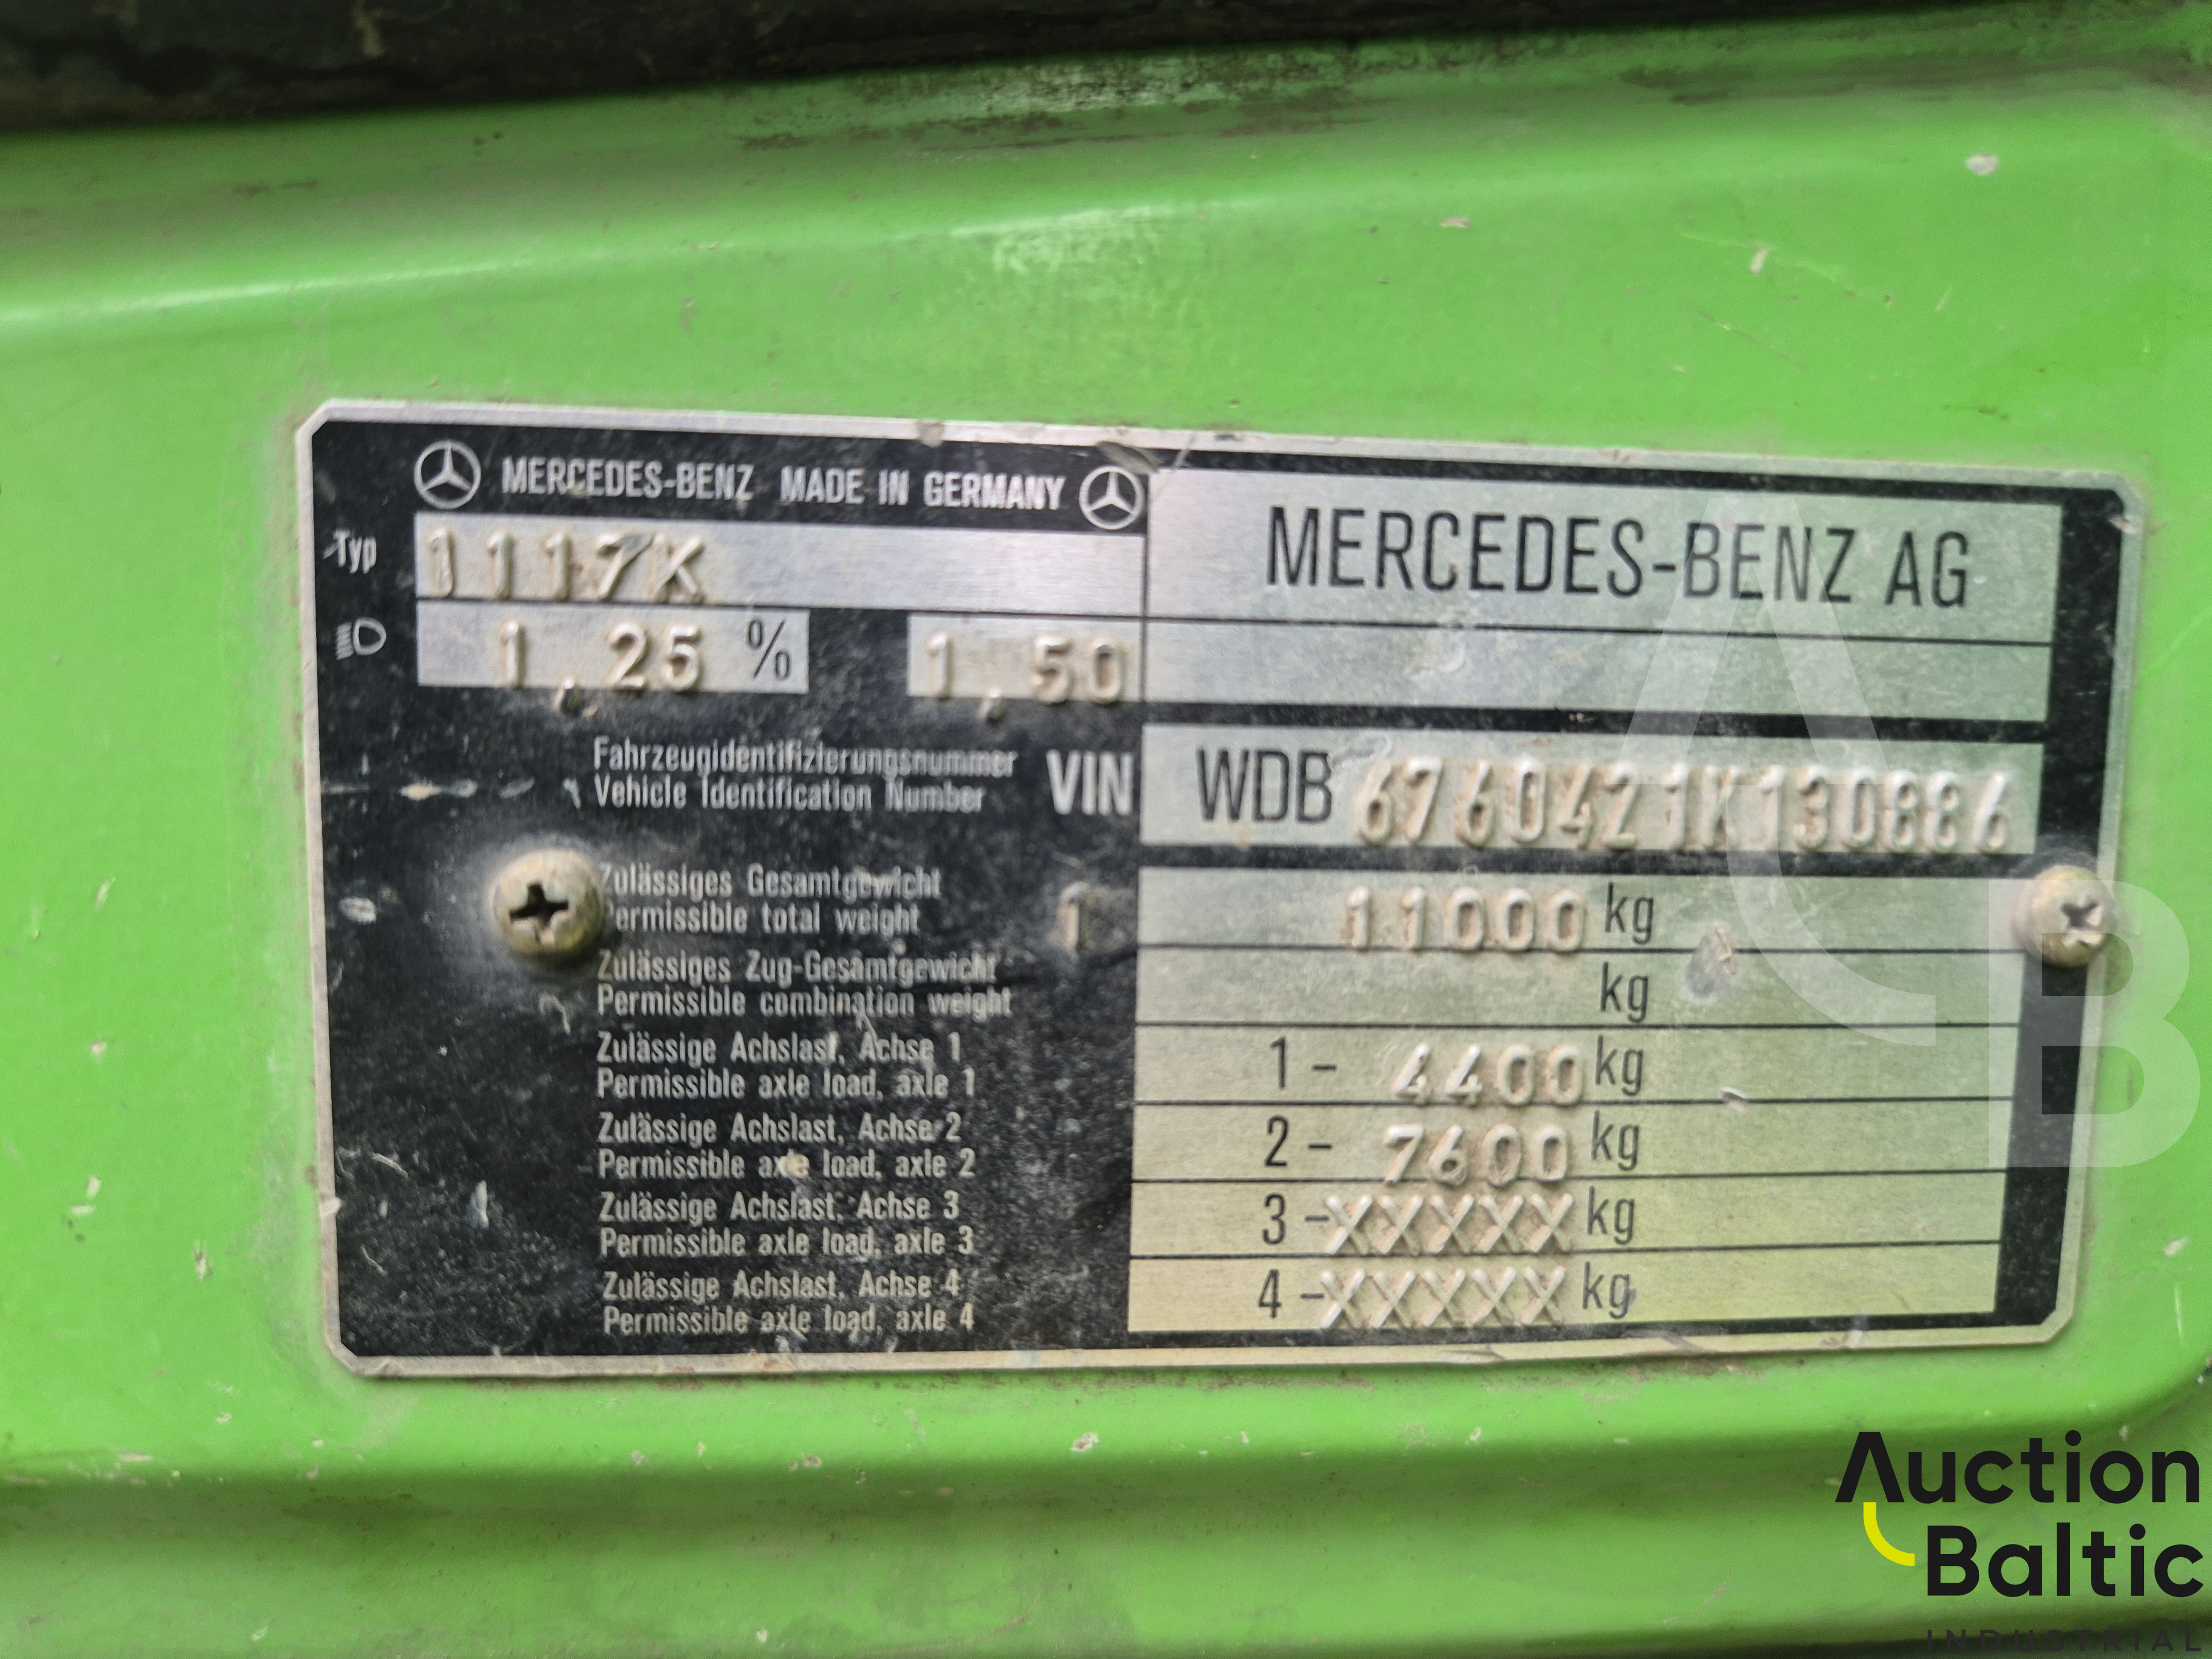 MERCEDES-BENZ MADE IN GERMANY
MERCEDES-BENZ AG
Typ 1117K
1,25 % 1,50
Fahrzeugidentifizierungsnummer
Vehicle Identification Number
VIN WDB 6760421K130886
Zulässiges Gesamtgewicht
Permissible total weight
1 11000 kg
Zulässiges Zug-Gesamtgewicht
Permissible combination weight
kg
Zulässige Achslast, Achse 1
Permissible axle load, axle 1
1 - 4400 kg
Zulässige Achslast, Achse 2
Permissible axle load, axle 2
2 - 7600 kg
Zulässige Achslast, Achse 3
Permissible axle load, axle 3
3 - XXXXX kg
Zulässige Achslast, Achse 4
Permissible axle load, axle 4
4 - XXXXX kg
AB
Auction
Baltic
INDUSTRIAL